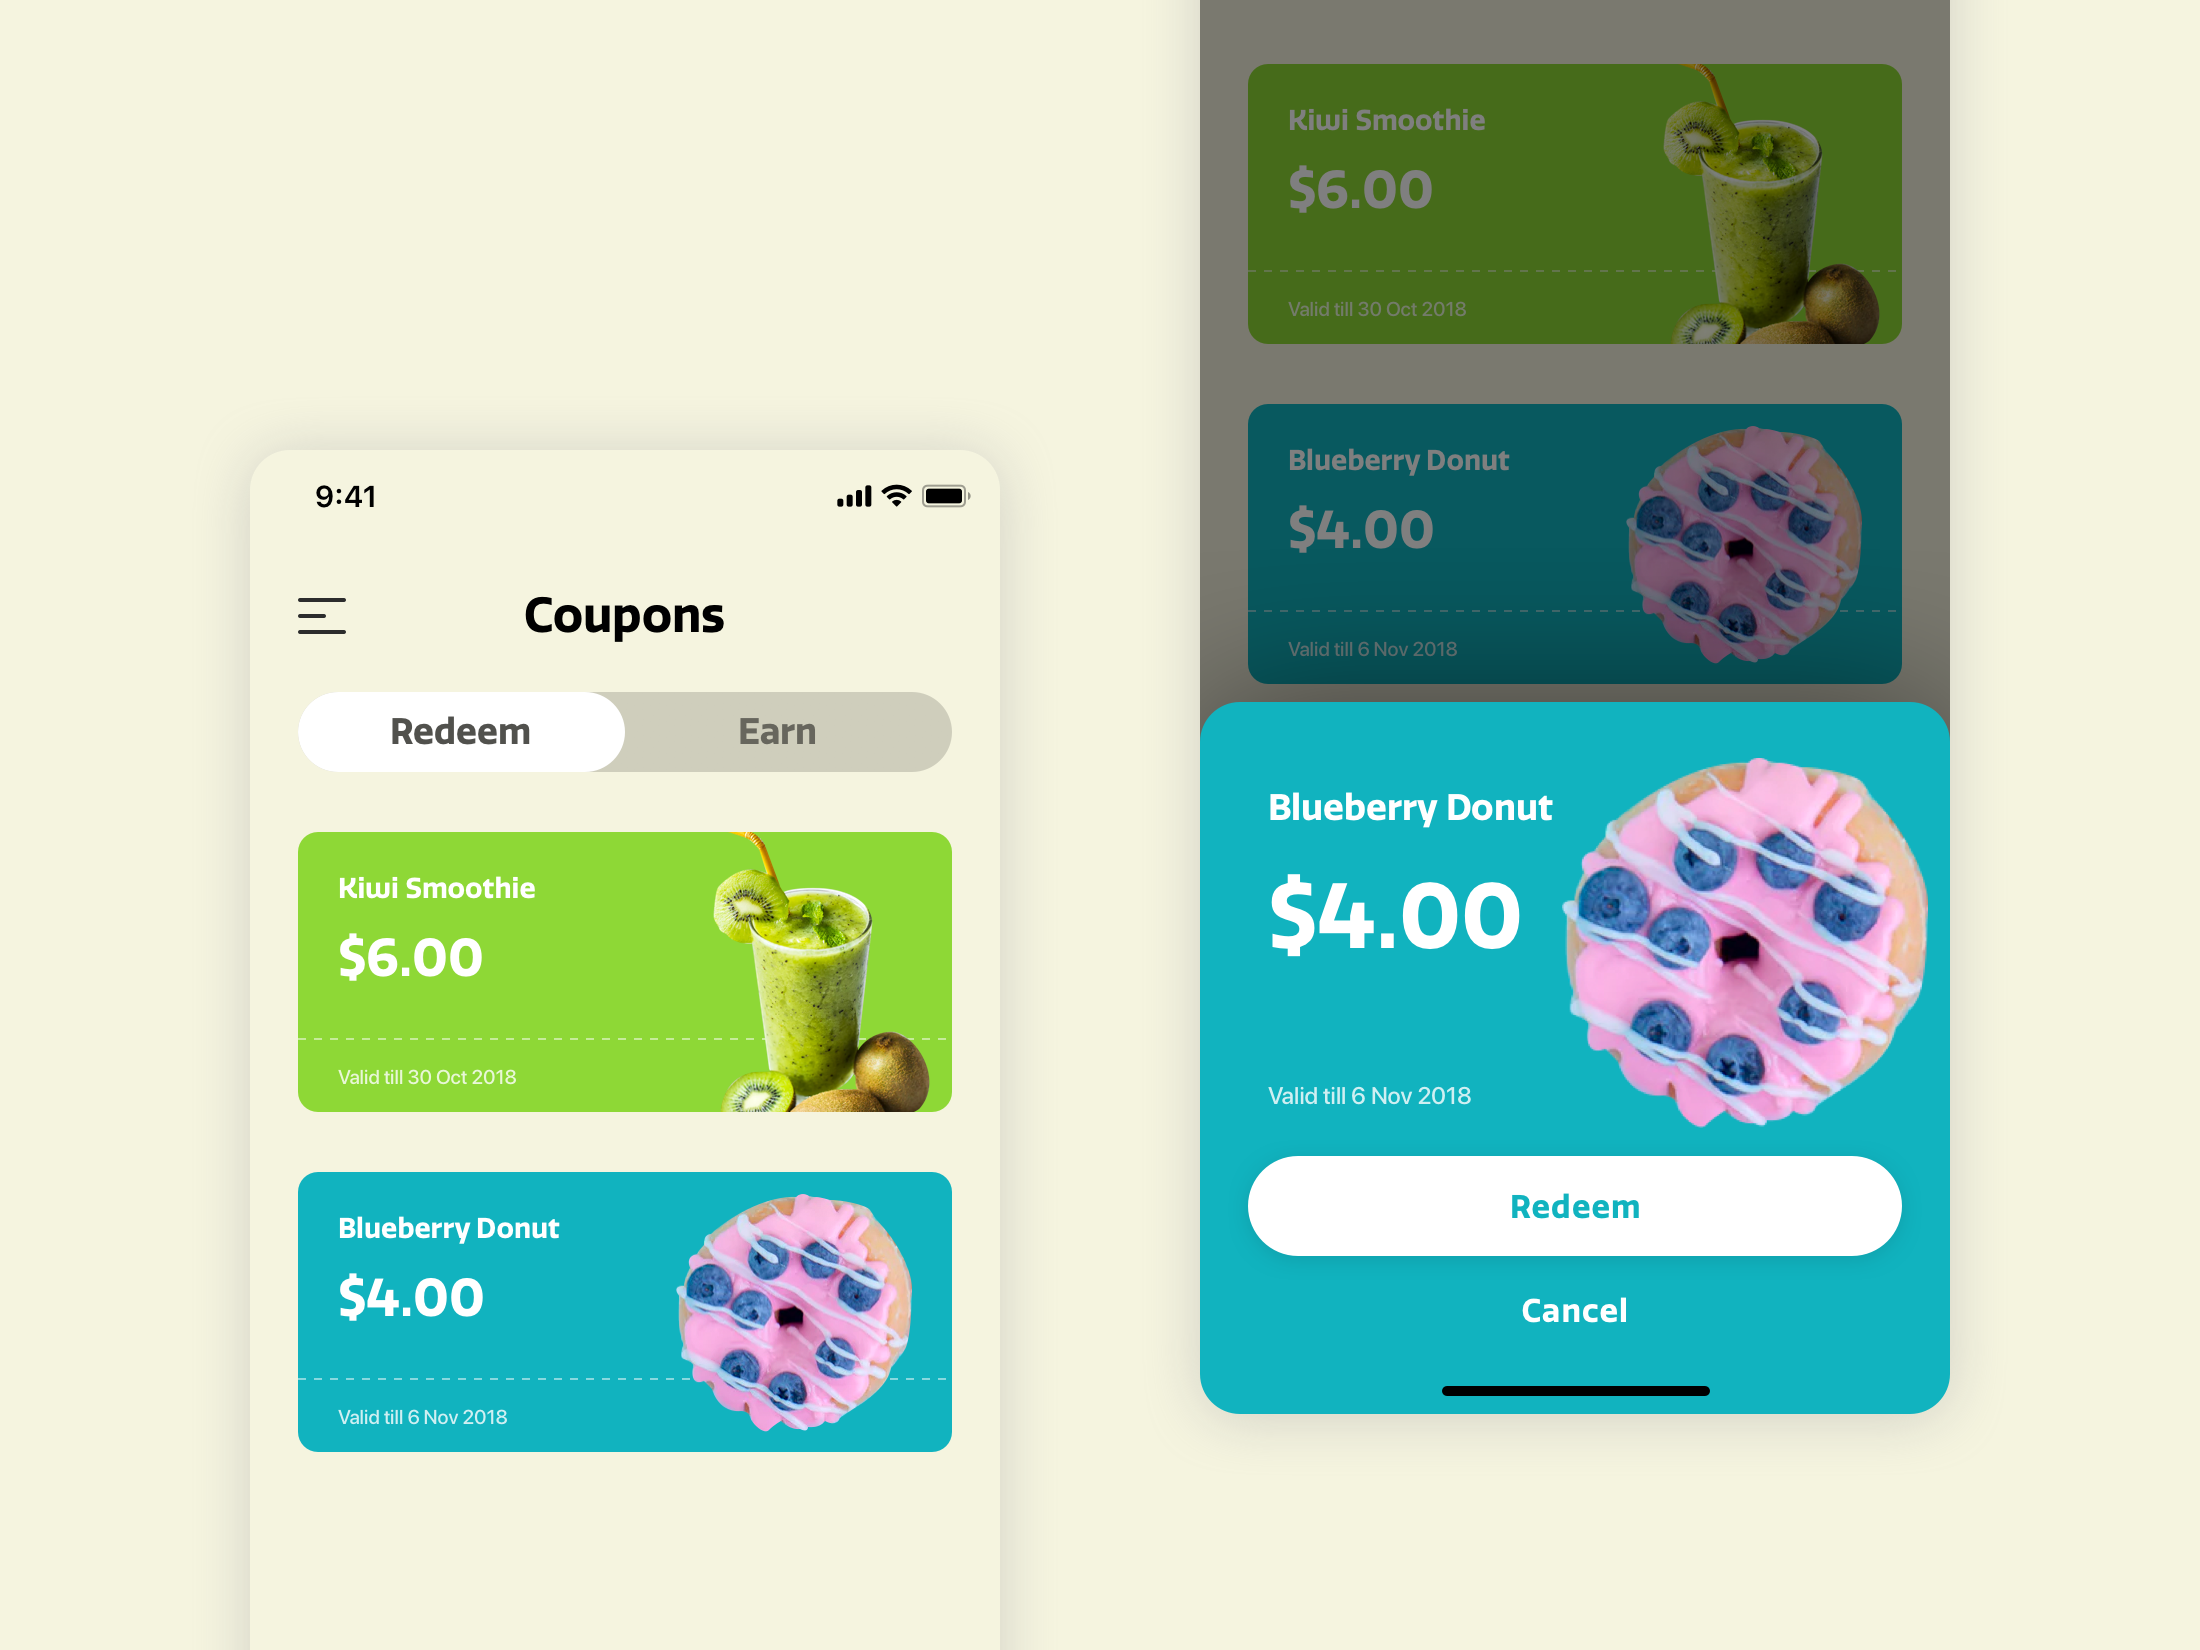 9:41
Coupons
Redeem
Earn
Kiwi Smoothie
$6.00
Valid till 30 Oct 2018
Blueberry Donut
$4.00
Valid till 6 Nov 2018
Kiwi Smoothie
$6.00
Valid till 30 Oct 2018
Blueberry Donut
$4.00
Valid till 6 Nov 2018
Blueberry Donut
$4.00
Valid till 6 Nov 2018
Redeem
Cancel